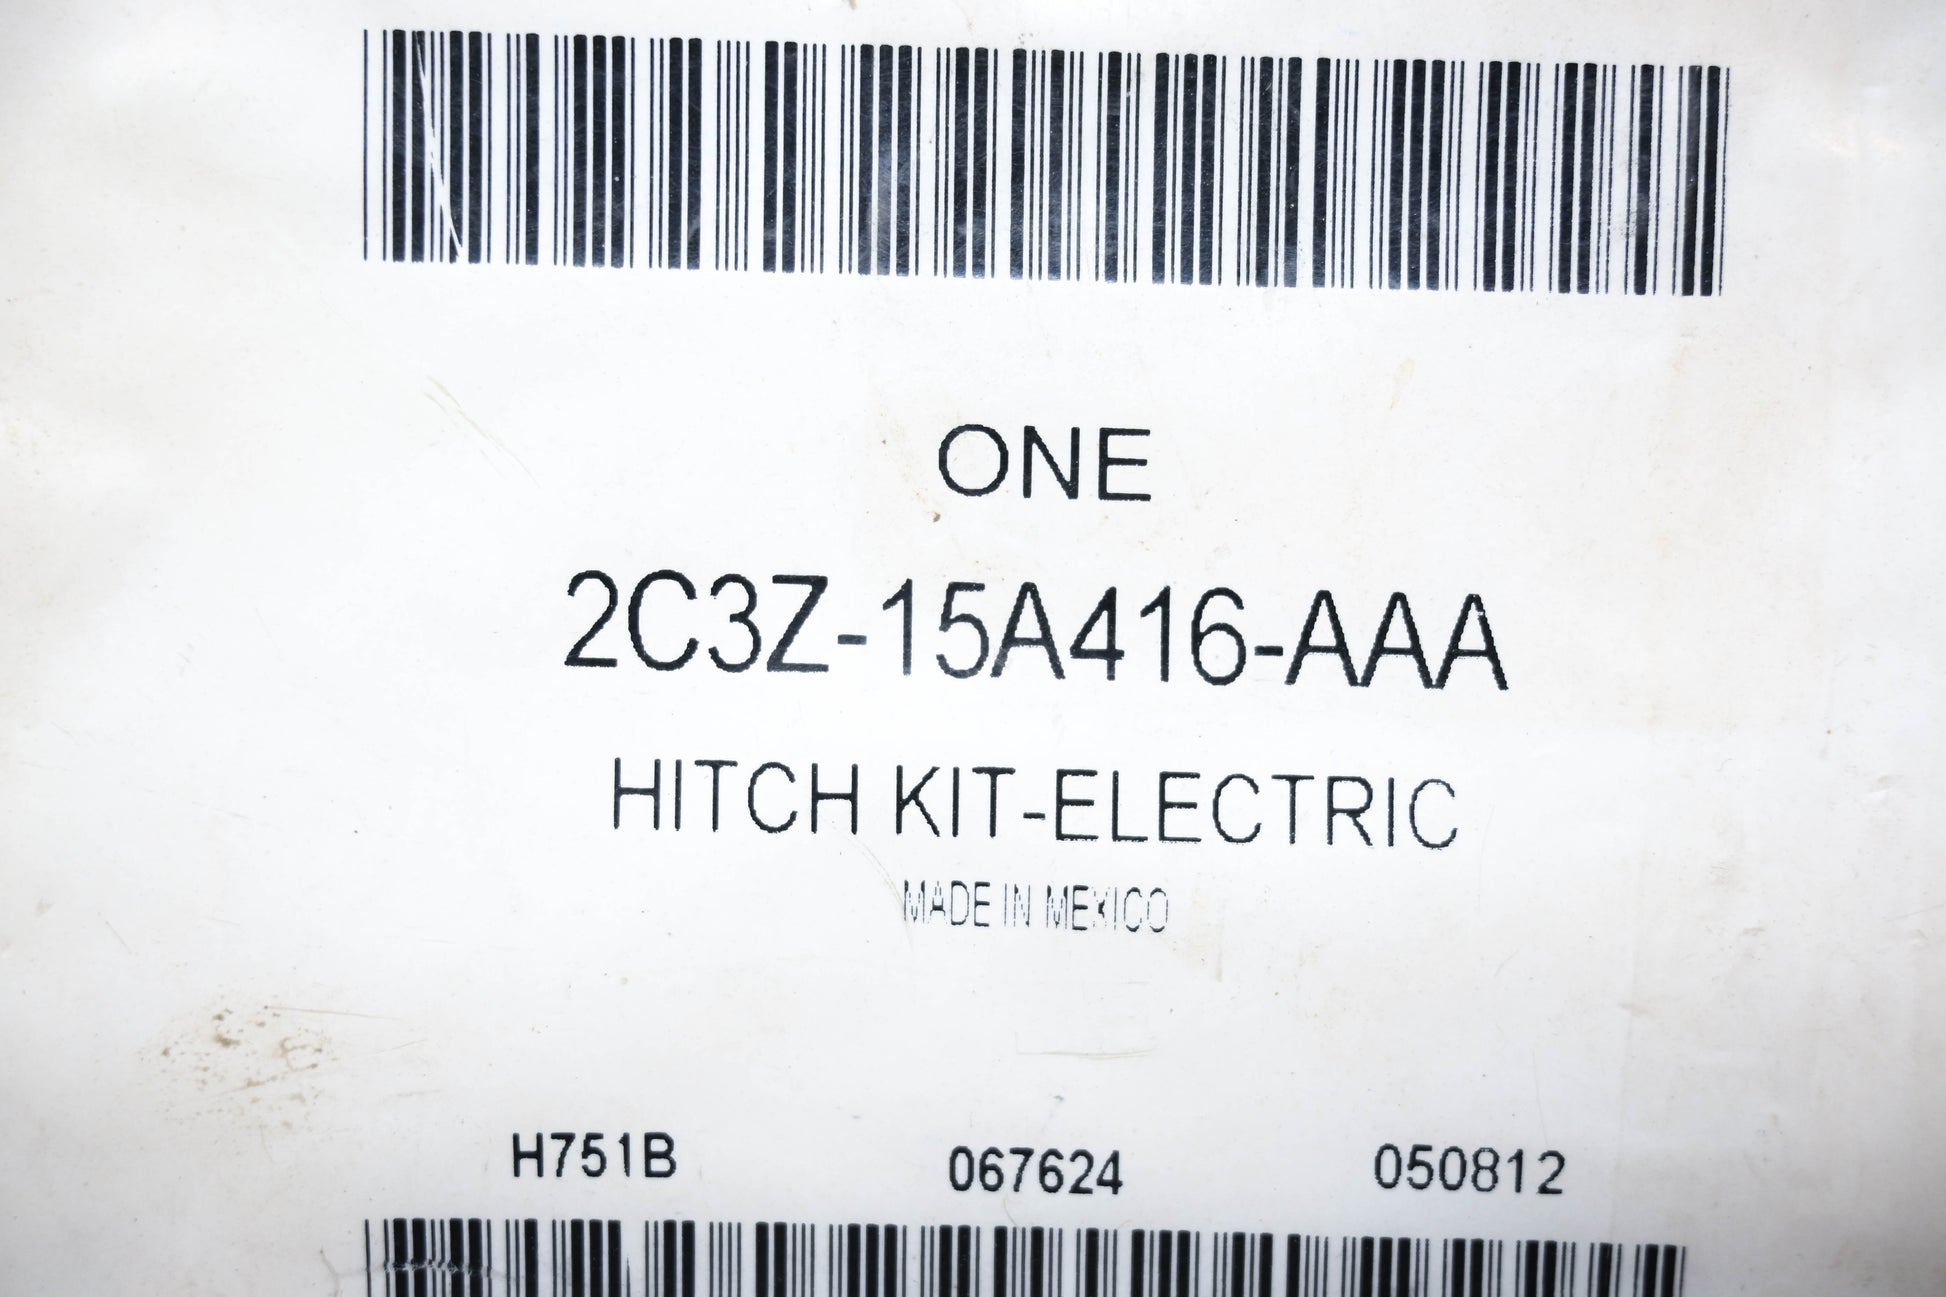 ONE
2C3Z-15A416-AAA
HITCH KIT-ELECTRIC
MADE IN MEXICO
H751B 067624 050812